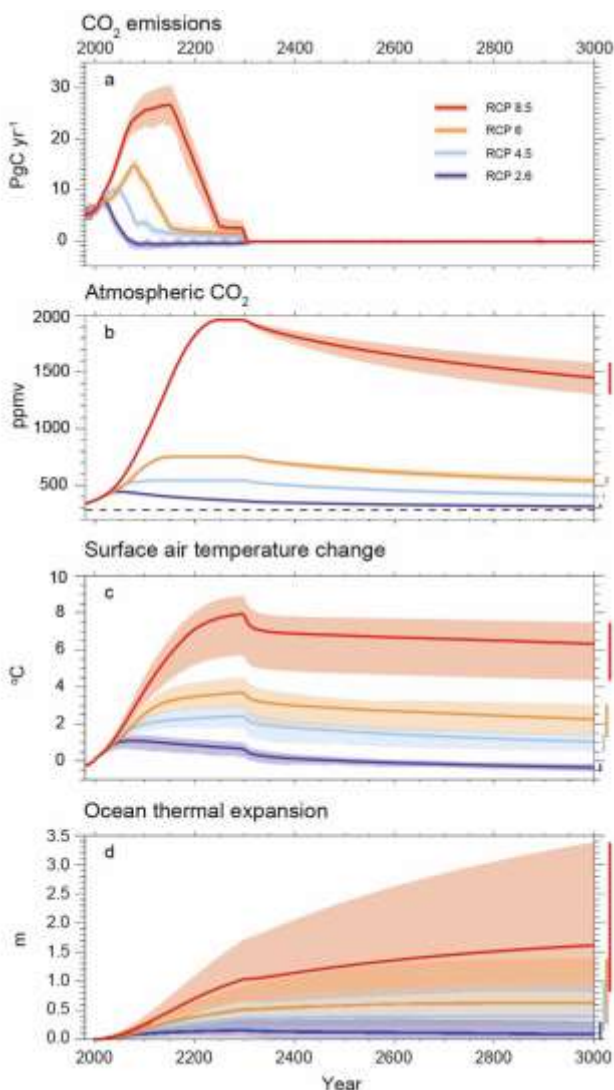 CO₂ emissions
2000 2200 2400 2600 2800 3000
a
30
20
10
0
PgC yr⁻¹
RCP 8.5
RCP 6
RCP 4.5
RCP 2.6
Atmospheric CO₂
b
2000
1500
1000
500
ppmv
Surface air temperature change
c
10
8
6
4
2
0
°C
Ocean thermal expansion
d
3.5
3.0
2.5
2.0
1.5
1.0
0.5
0.0
m
2000 2200 2400 2600 2800 3000
Year